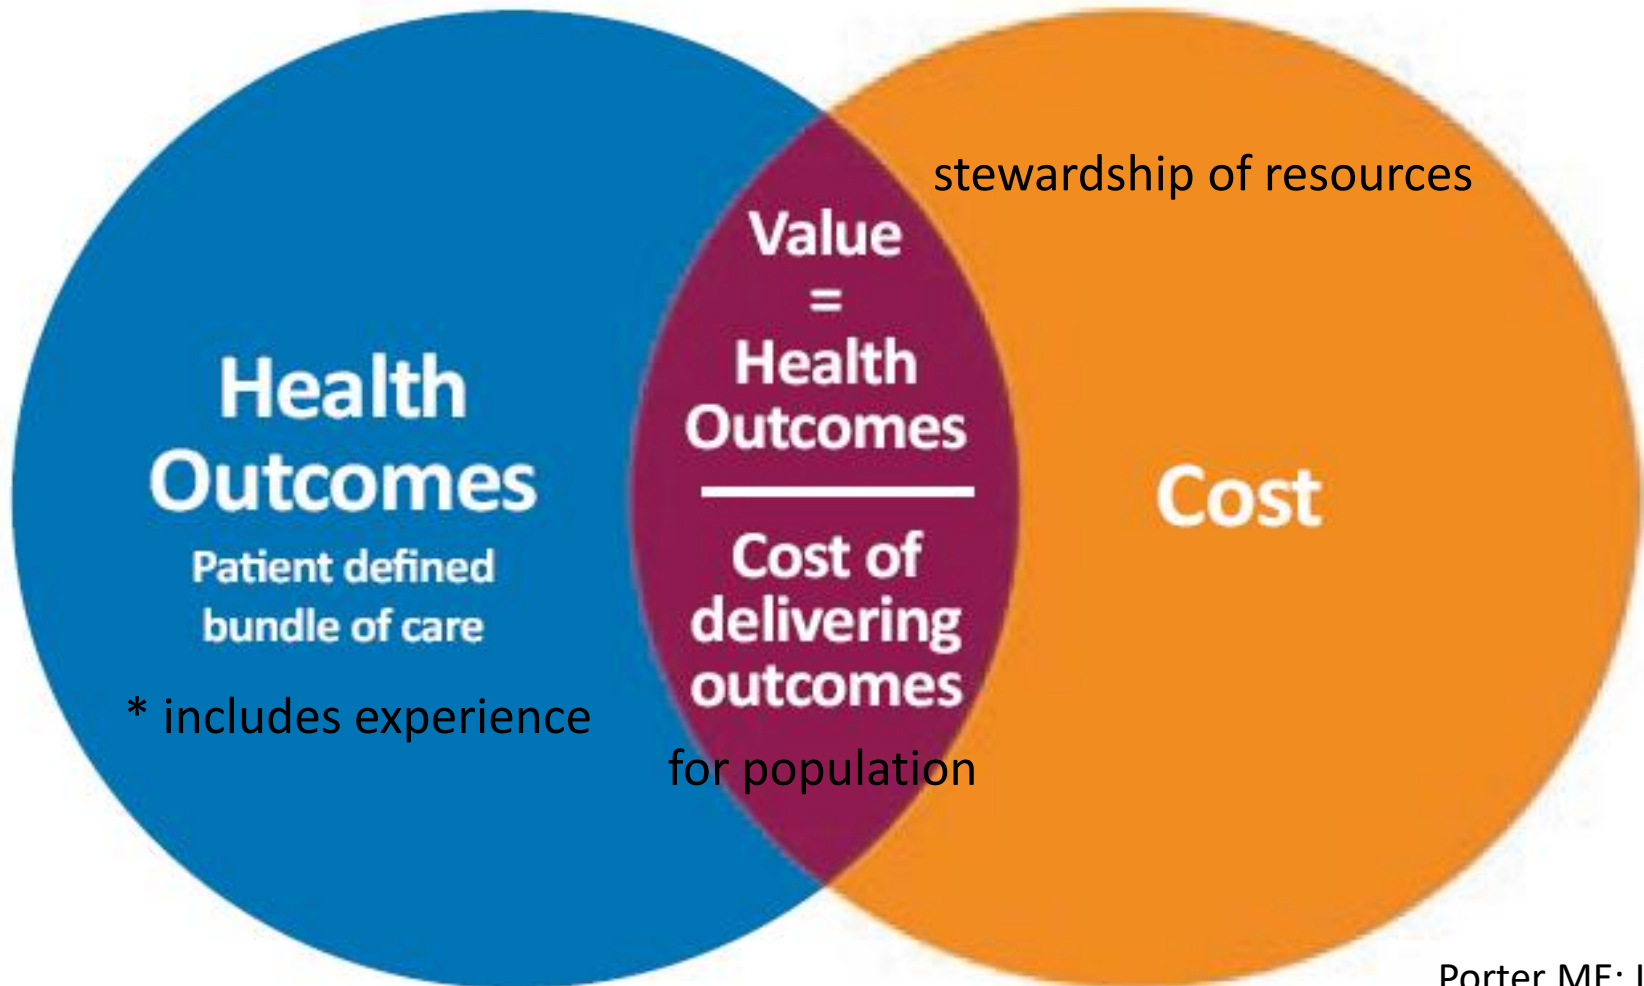 Health
Outcomes
Patient defined
bundle of care
* includes experience
Value
=
Health
Outcomes
Cost of
delivering
outcomes
for population
stewardship of resources
Cost
Porter ME;